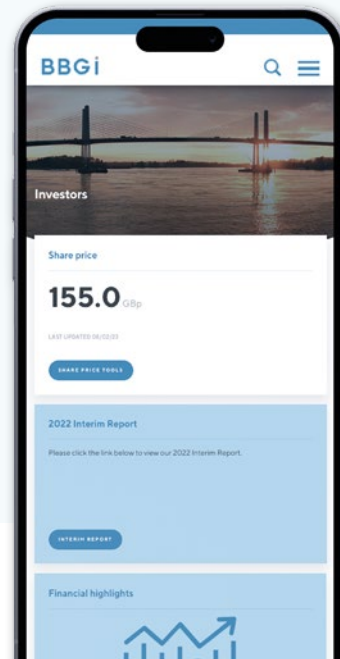 BBGi
Investors
Share price
155.0 GBp
LAST UPDATED 06/02/23
SHARE PRICE TOOLS
2022 Interim Report
Please click the link below to view our 2022 Interim Report.
INTERIM REPORT
Financial highlights